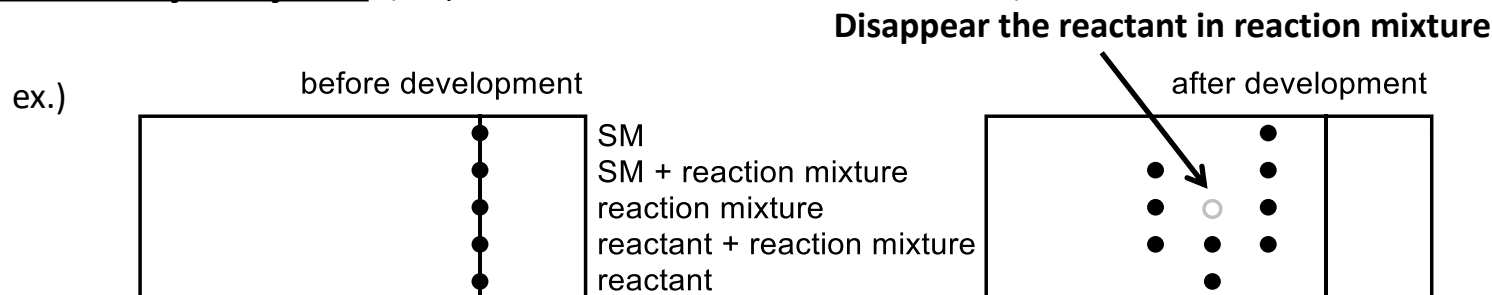 Disappear the reactant in reaction mixture
ex.)
before development
after development
SM
SM + reaction mixture
reaction mixture
reactant + reaction mixture
reactant